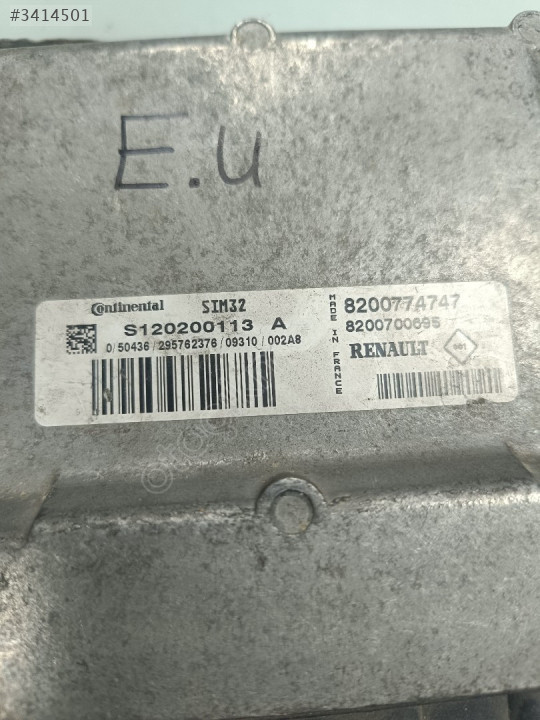 #3414501
E.U
Continental SIM32
S120200113 A
0/50436/295762376/09310/002A8
MADE IN FRANCE
8200774747
8200700695
RENAULT